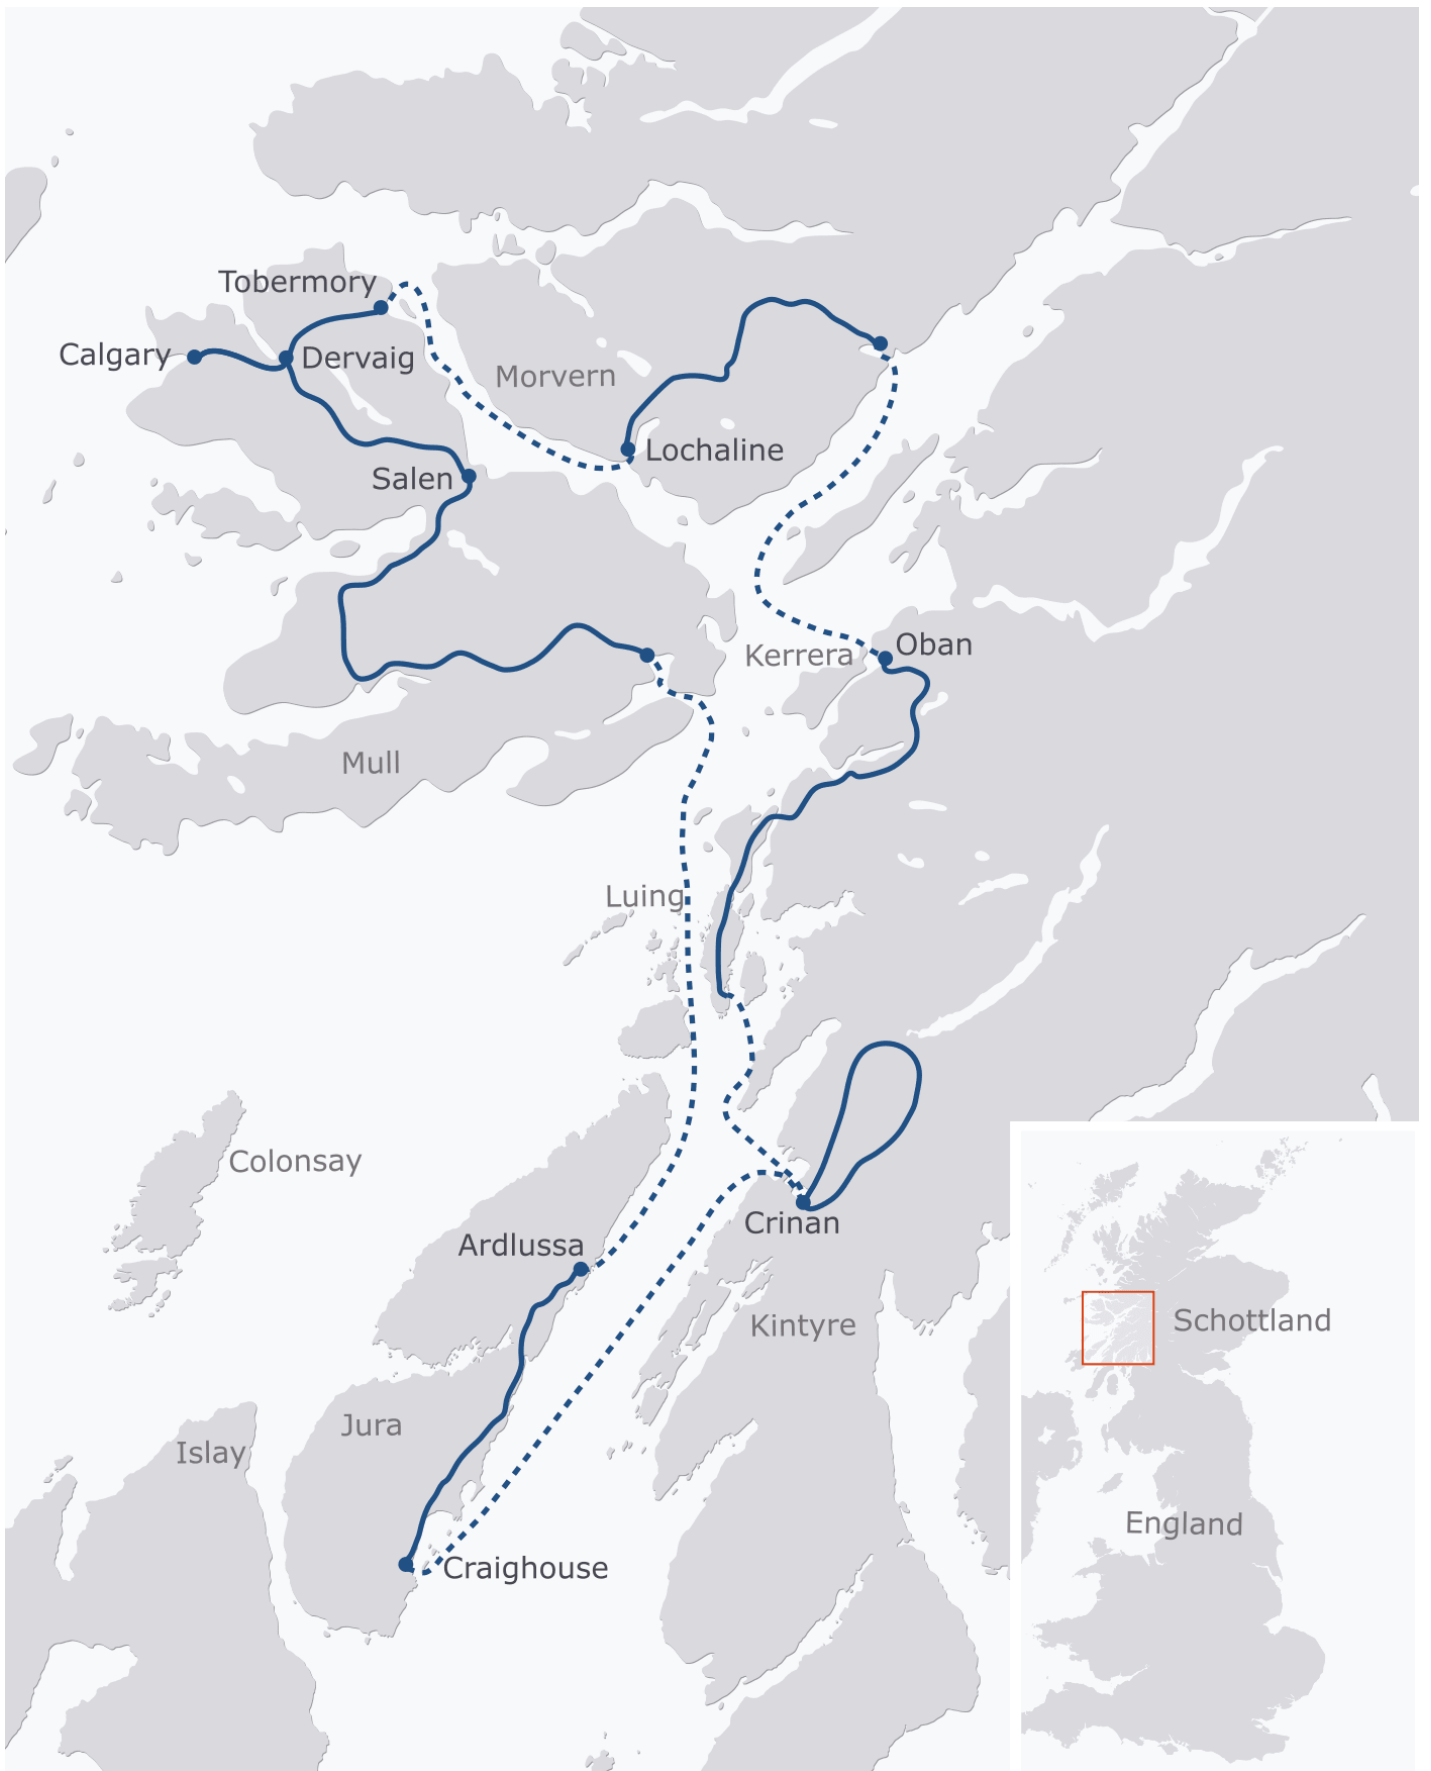 Tobermory
Calgary
Dervaig
Morvern
Lochaline
Salen
Oban
Kerrera
Mull
Luing
Colonsay
Crinan
Ardlussa
Kintyre
Schottland
Jura
Islay
England
Craighouse